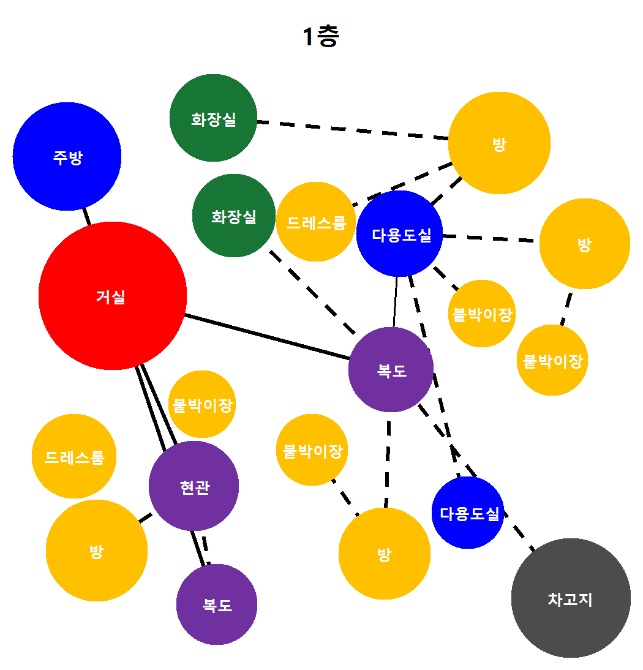 1층
화장실
주방
방
화장실
드레스룸
다용도실
방
거실
붙박이장
붙박이장
복도
붙박이장
드레스룸
붙박이장
현관
다용도실
방
방
복도
차고지